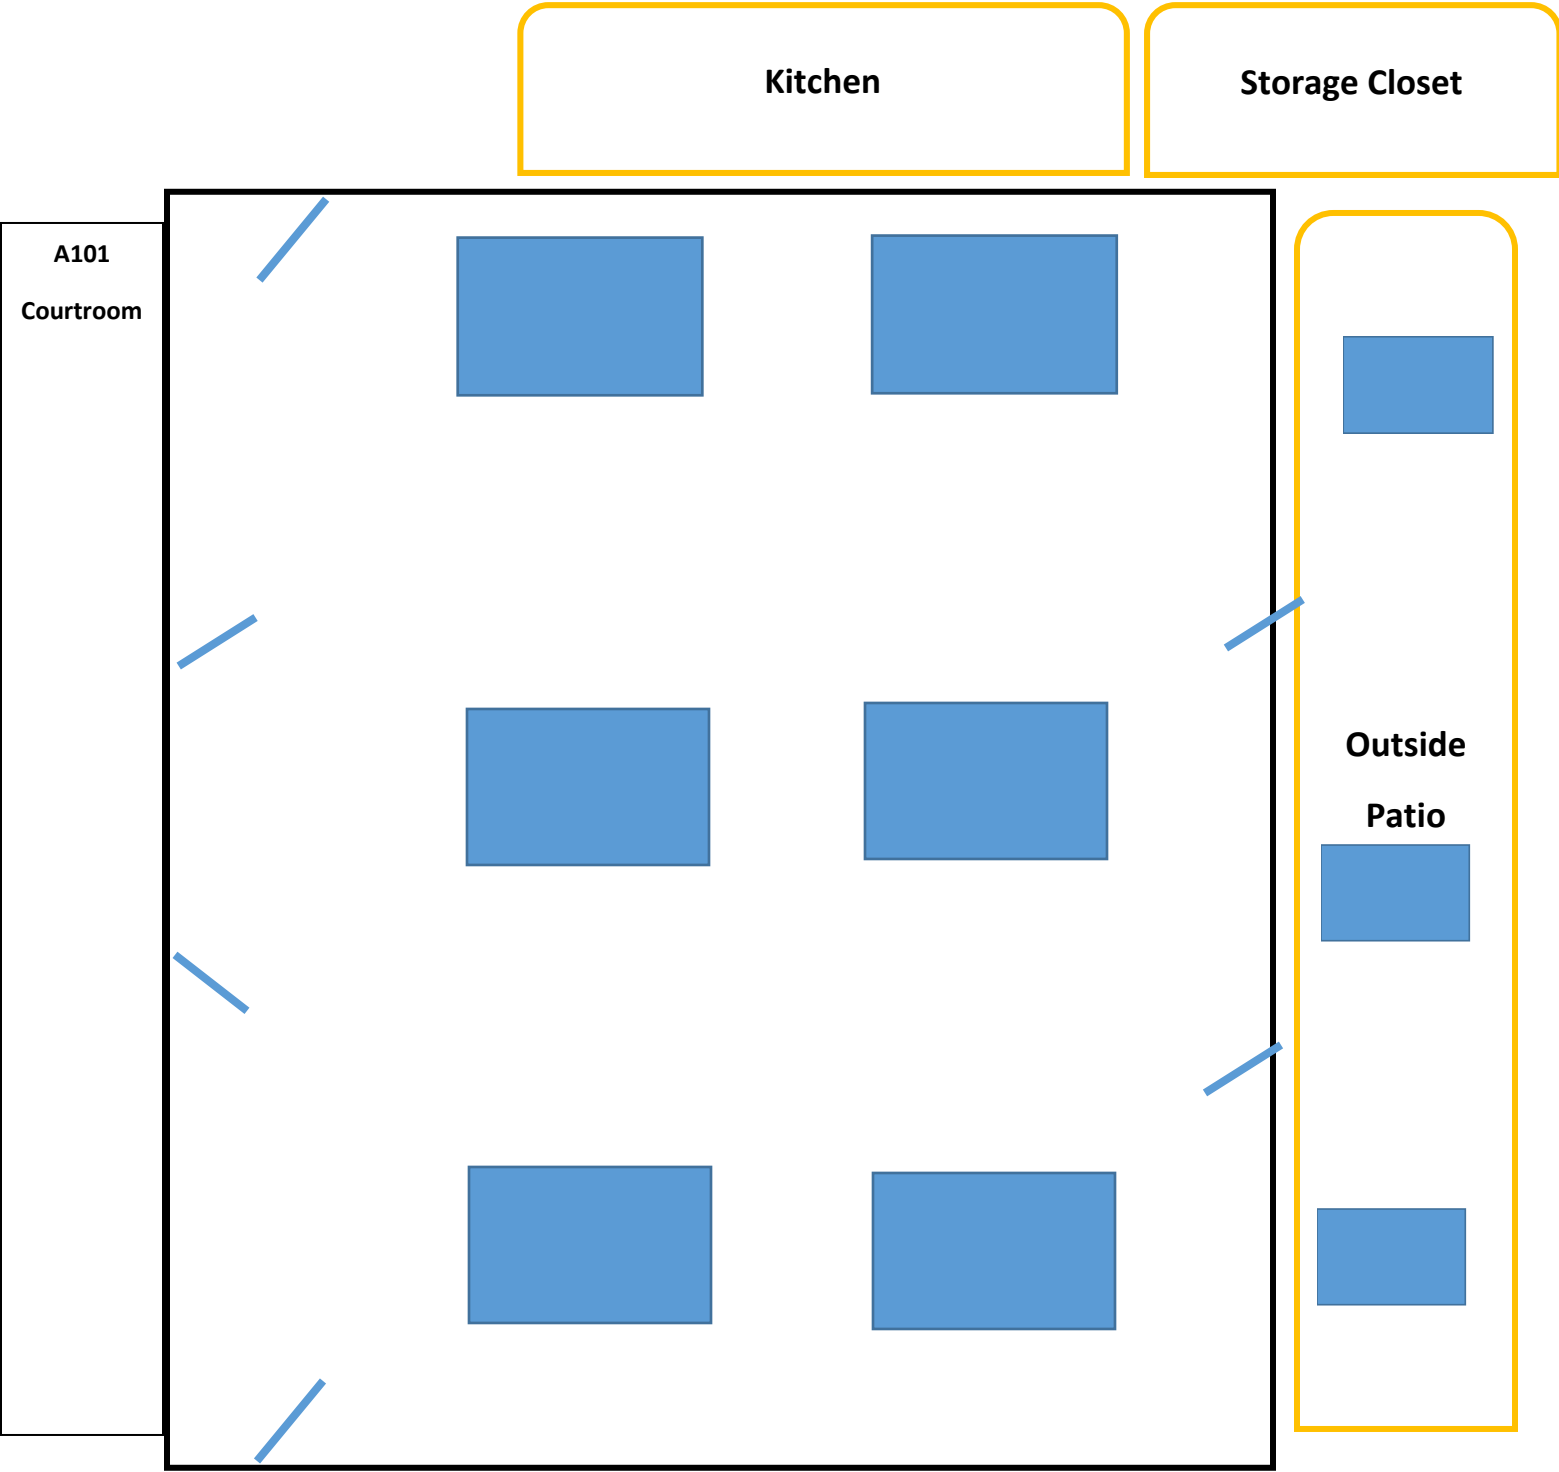 Kitchen
Storage Closet
A101
Courtroom
Outside
Patio